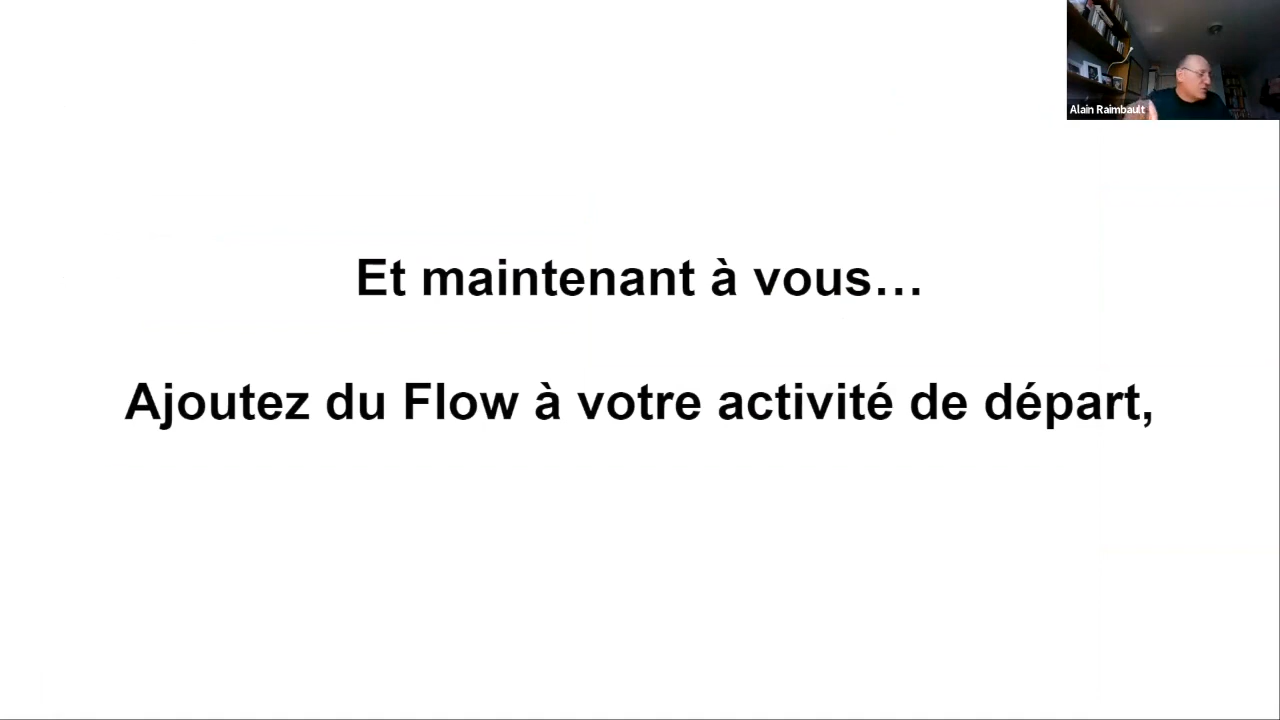 Alain Raimbault
Et maintenant à vous…
Ajoutez du Flow à votre activité de départ,